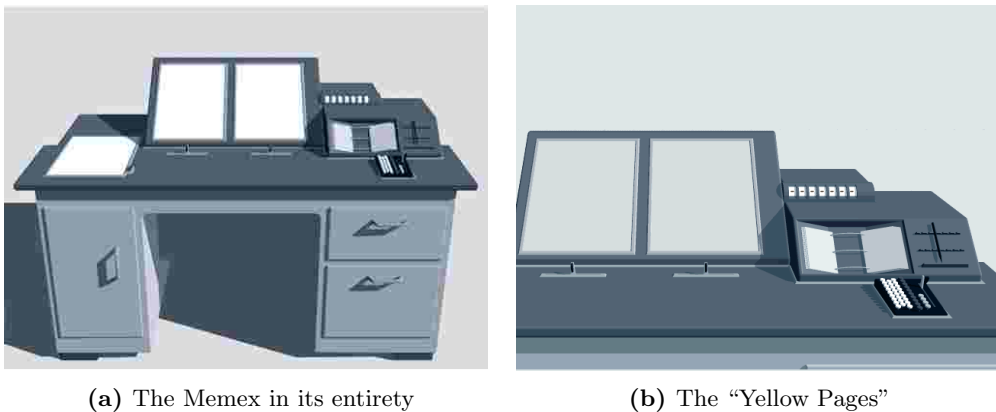 (a) The Memex in its entirety
(b) The “Yellow Pages”